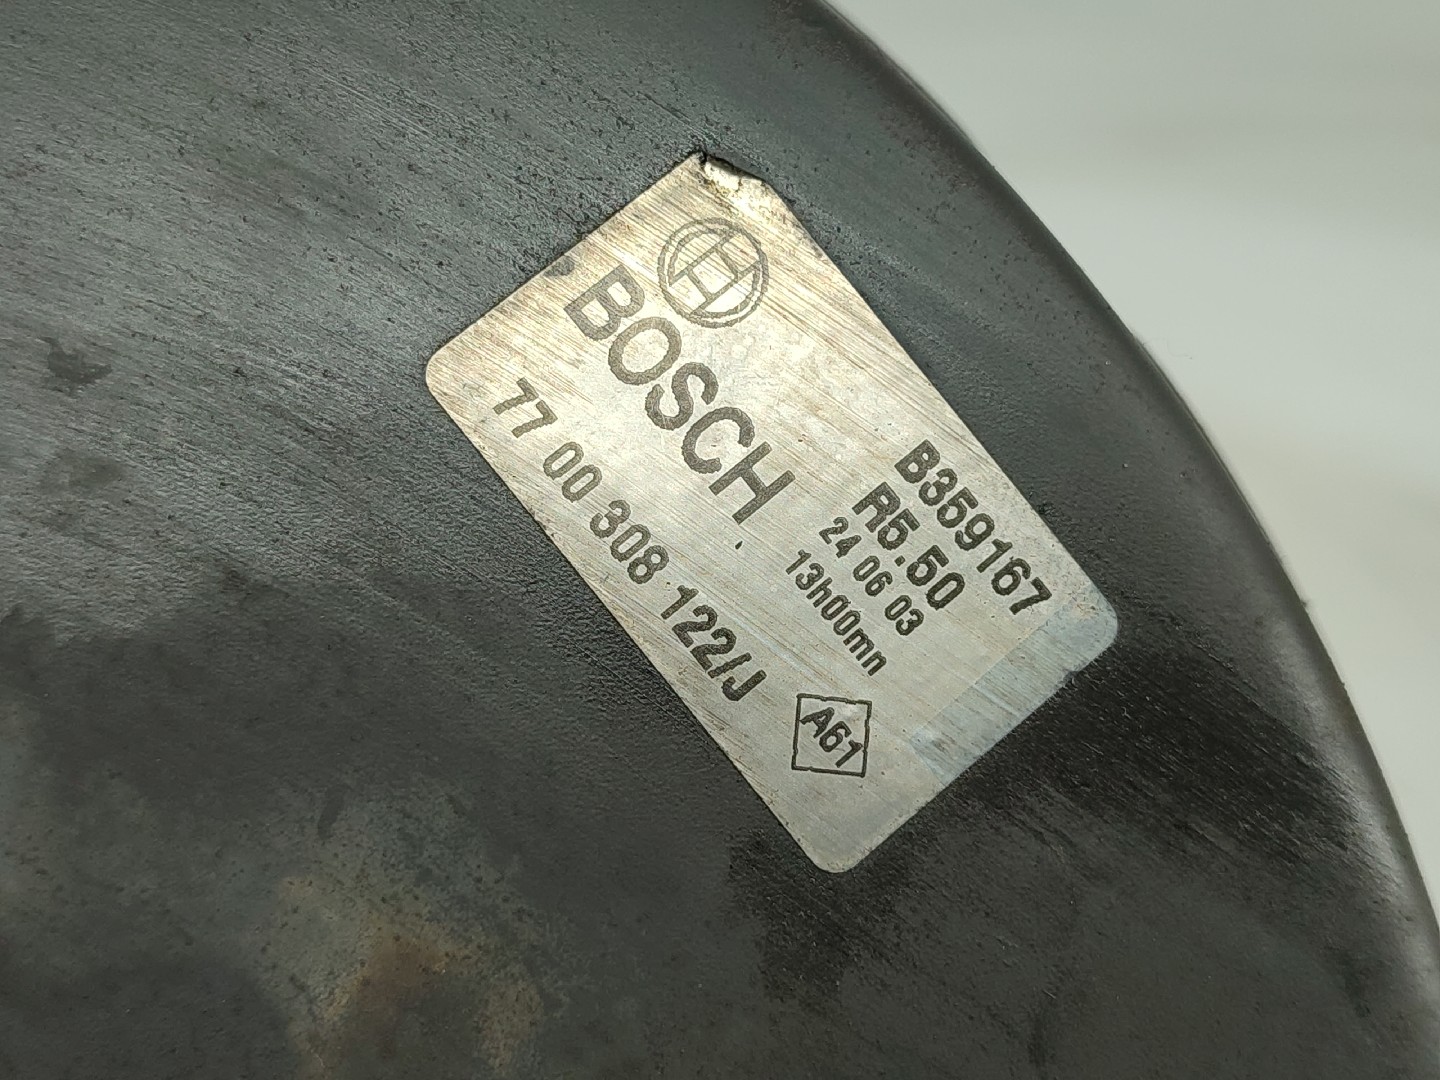 BOSCH
77 00 308 122/J
B359167
R5.50
24 06 03
13h00mn
A61